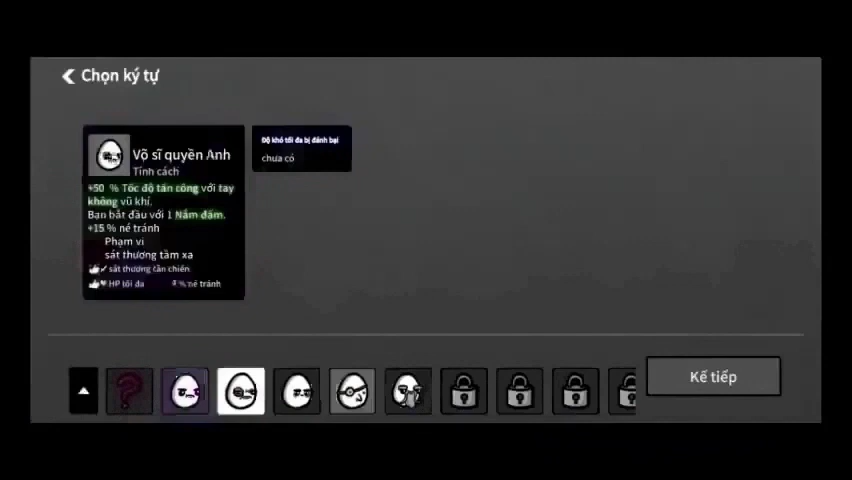 Chọn ký tự
Võ sĩ quyền Anh
Tính cách
+50 % Tốc độ tấn công với tay
không vũ khí.
Bạn bắt đầu với 1 Nắm đấm.
+15 % né tránh
Phạm vi
sát thương tầm xa
sát thương cận chiến
HP tối đa % né tránh
Độ khó tối đa bị đánh bại
chưa có
Kế tiếp